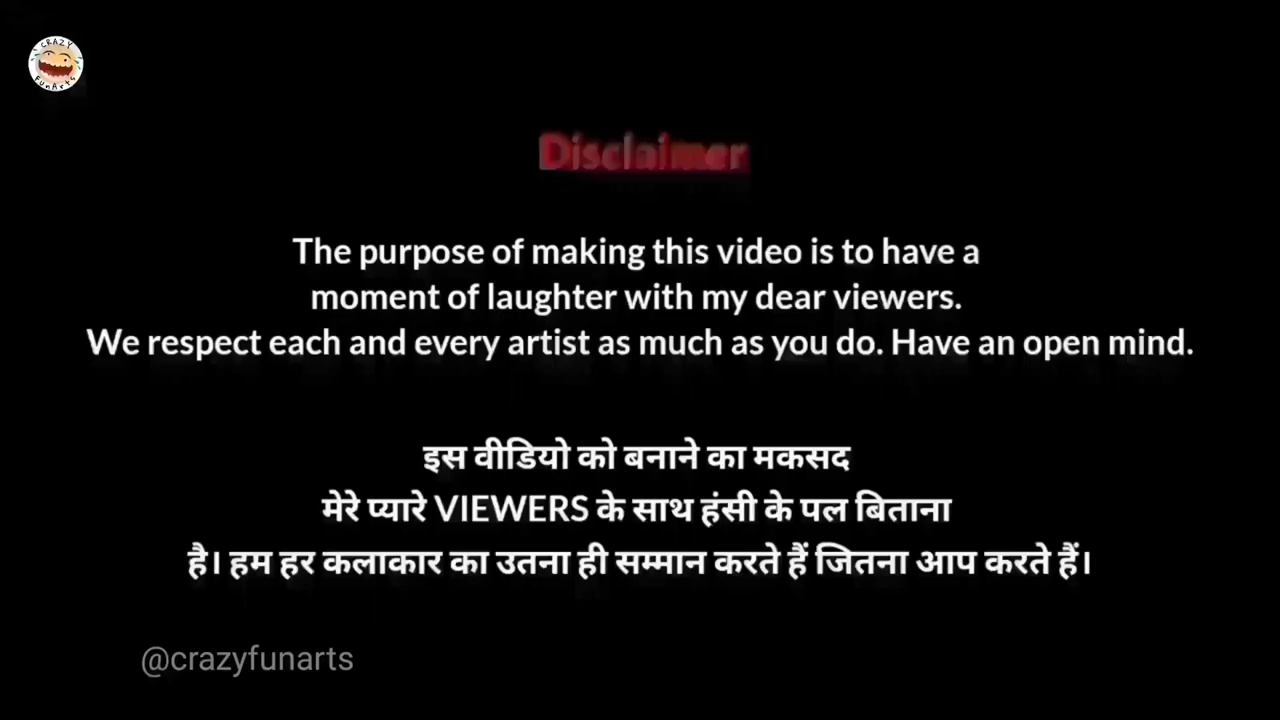 CRAZY
FunArts
Disclaimer
The purpose of making this video is to have a
moment of laughter with my dear viewers.
We respect each and every artist as much as you do. Have an open mind.
इस वीडियो को बनाने का मकसद
मेरे प्यारे VIEWERS के साथ हंसी के पल बिताना
है। हम हर कलाकार का उतना ही सम्मान करते हैं जितना आप करते हैं।
@crazyfunarts